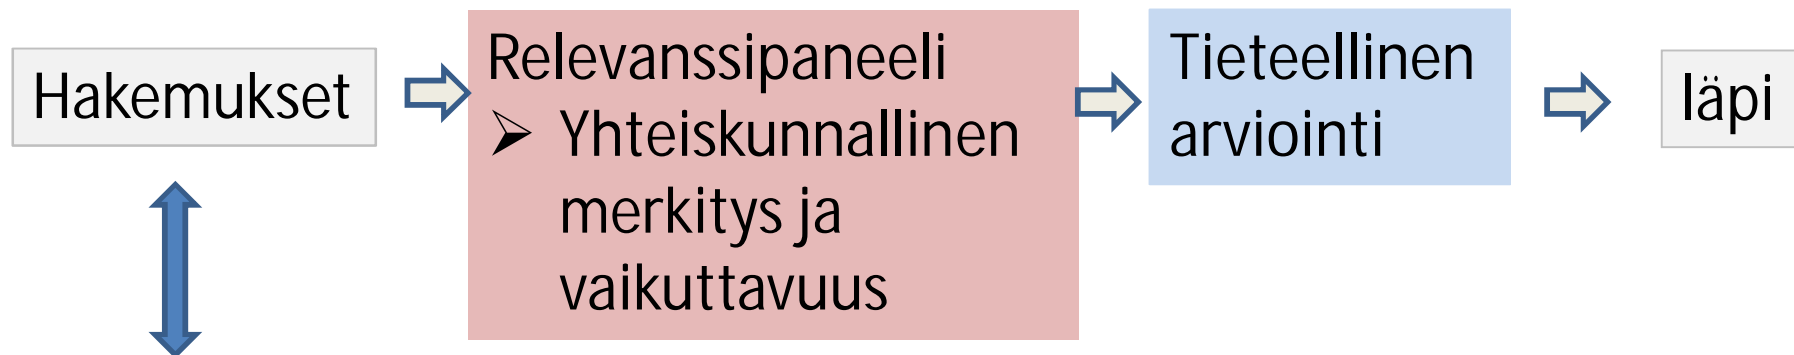 Hakemukset
Relevanssipaneeli
➢ Yhteiskunnallinen
merkitys ja
vaikuttavuus
Tieteellinen
arviointi
läpi